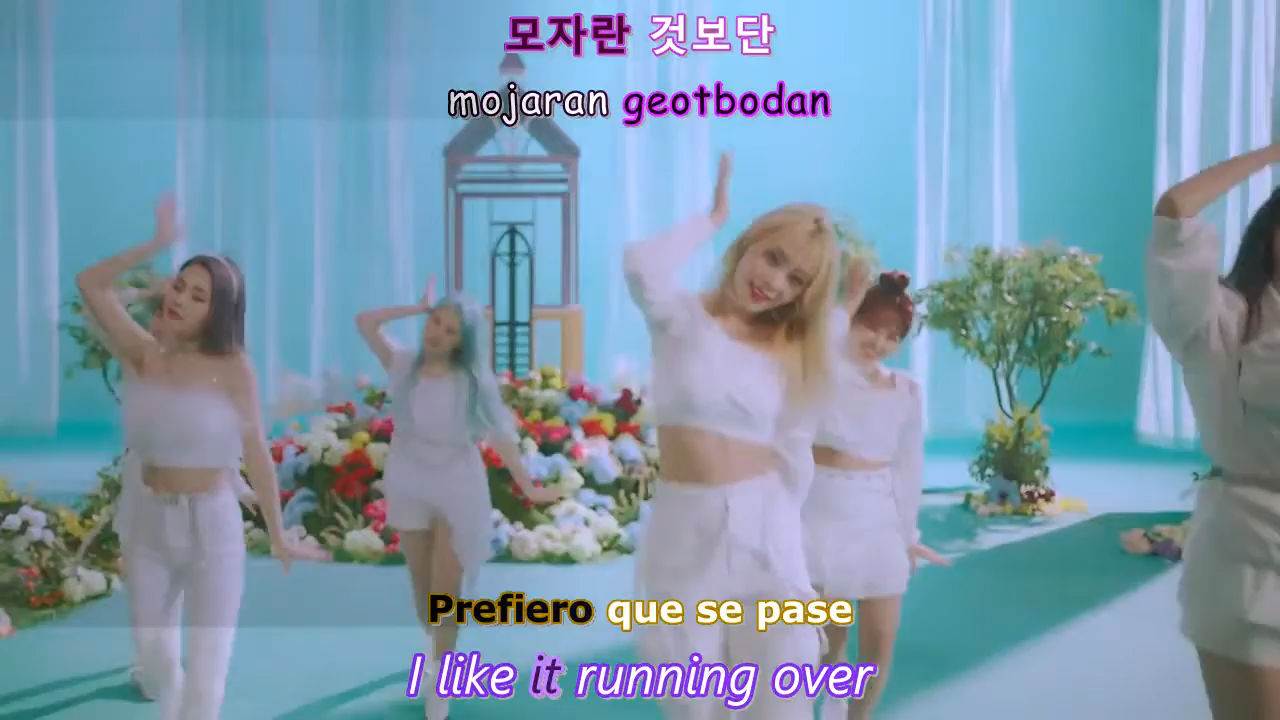 모자란 것보단
mojaran geotbodan
Prefiero que se pase
I like it running over